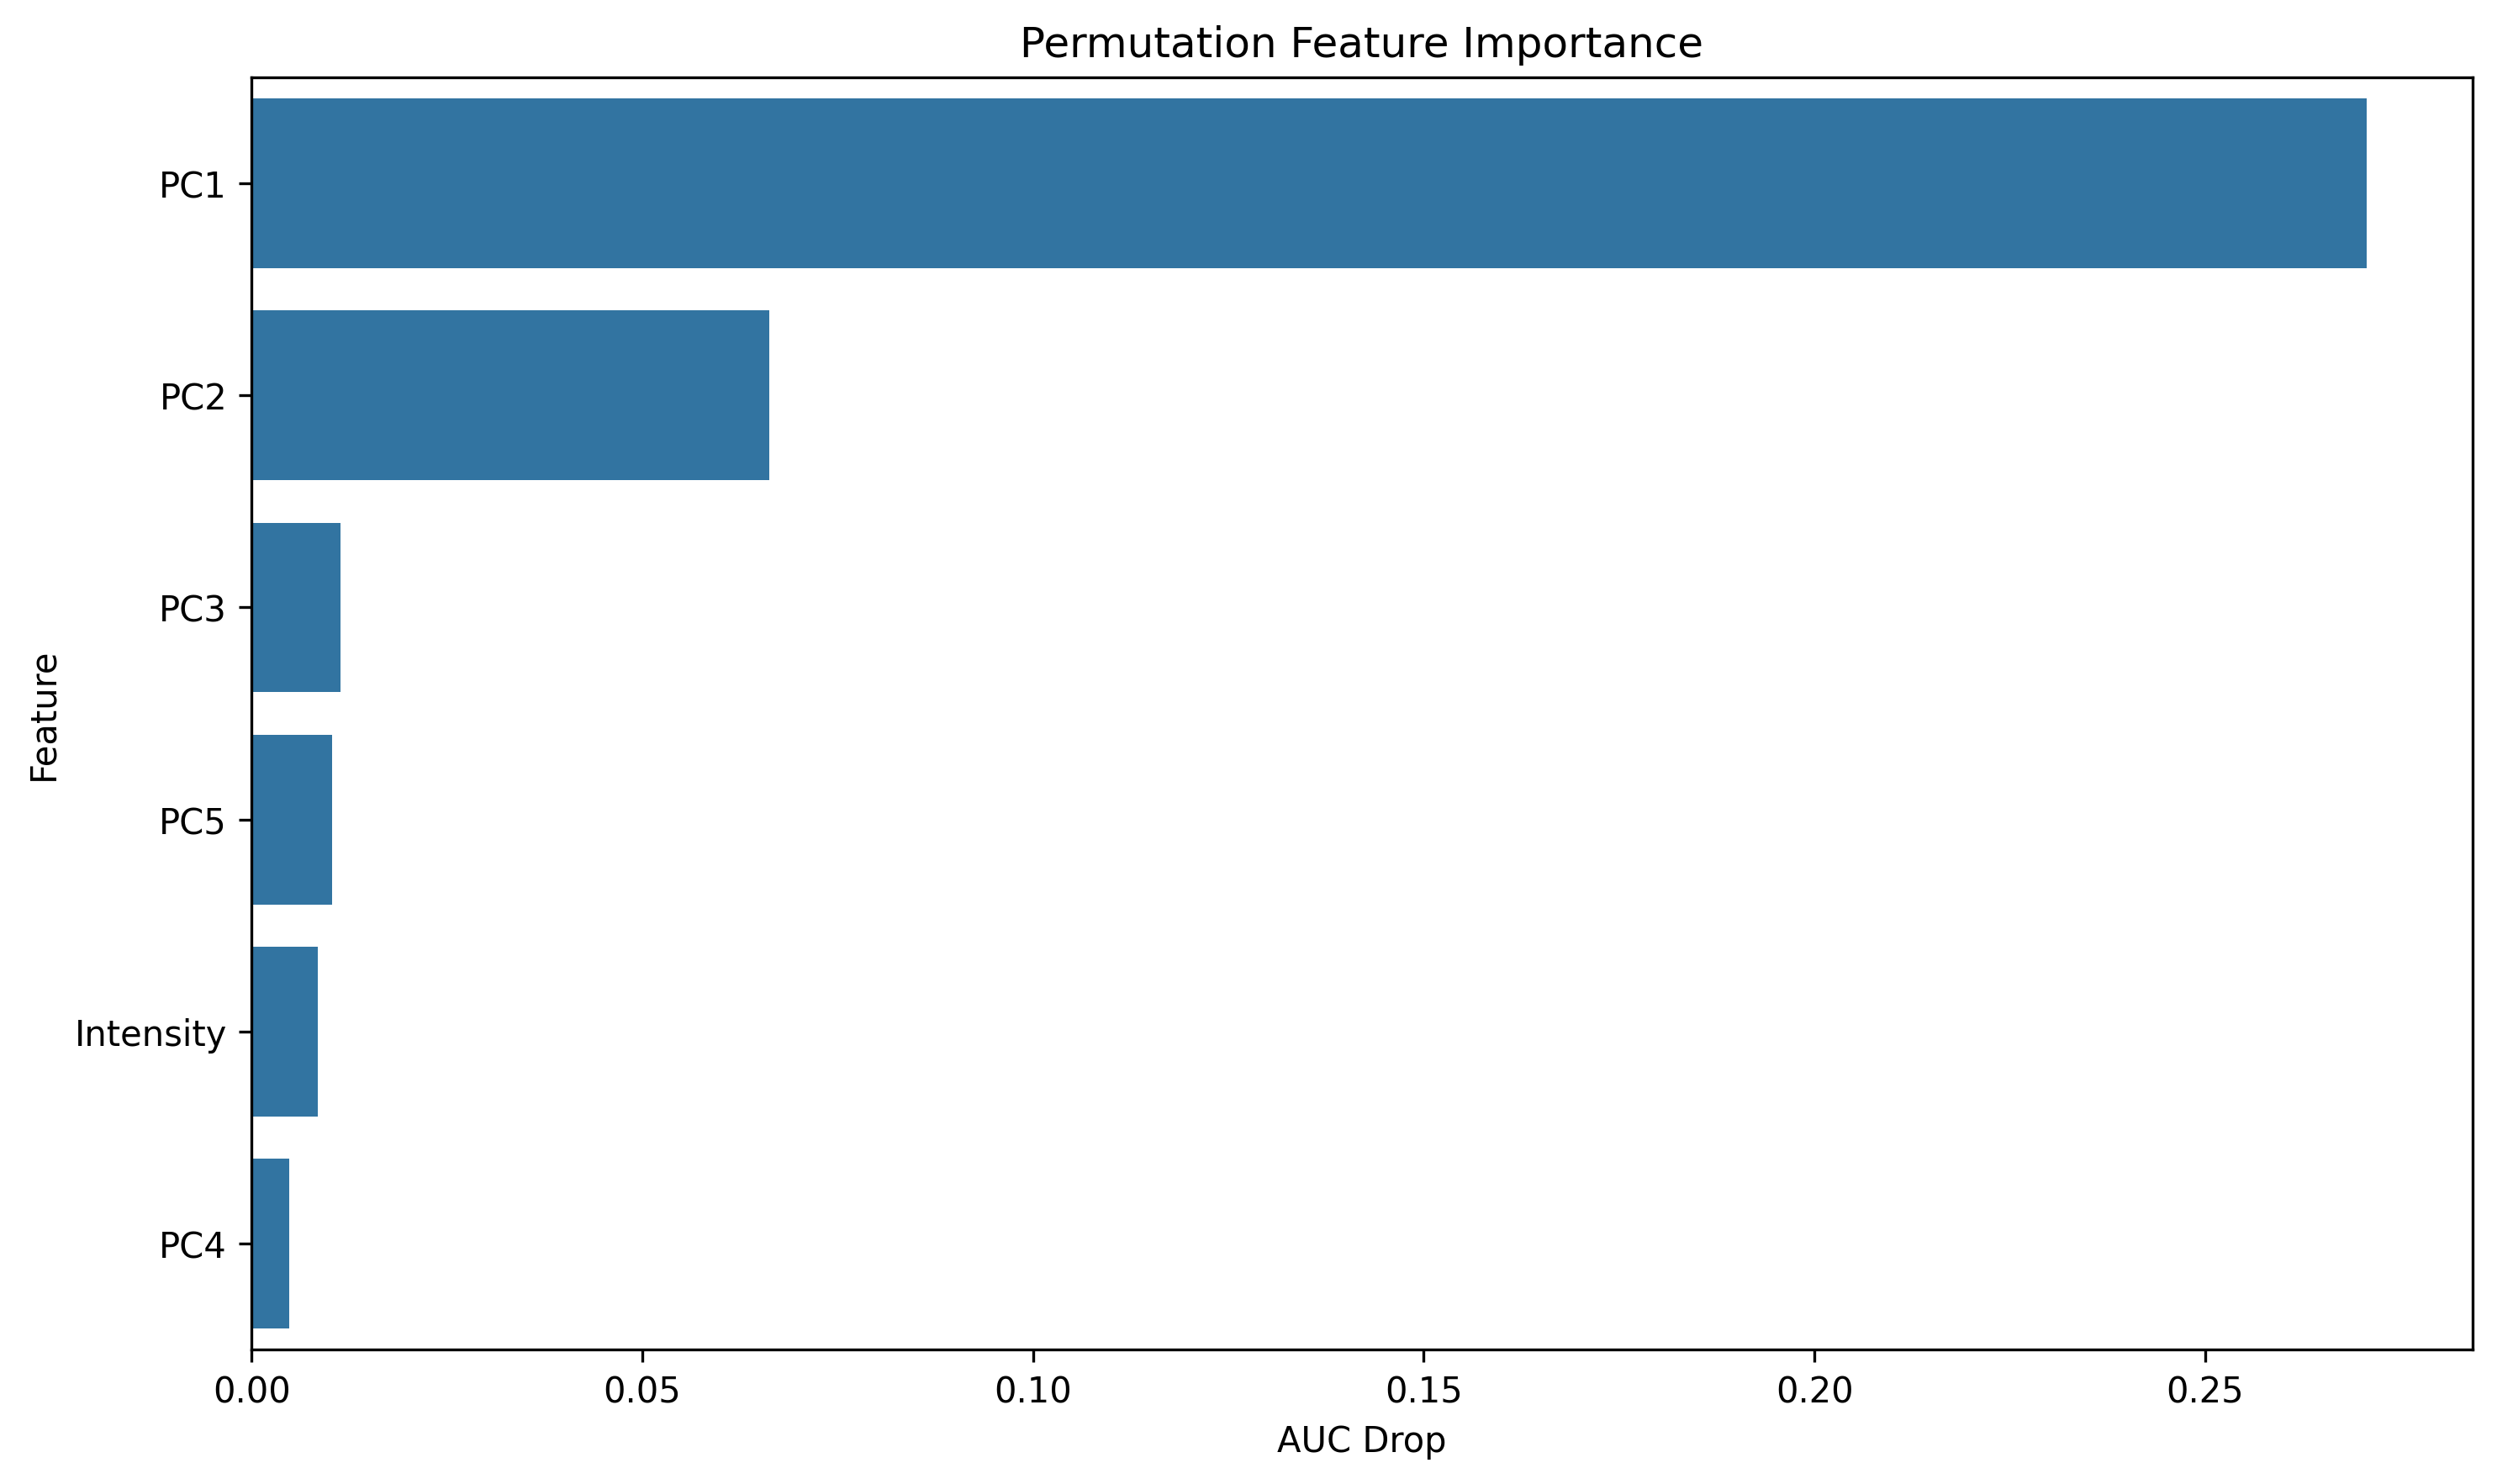 Permutation Feature Importance
Feature
PC1
PC2
PC3
PC5
Intensity
PC4
0.00 0.05 0.10 0.15 0.20 0.25
AUC Drop